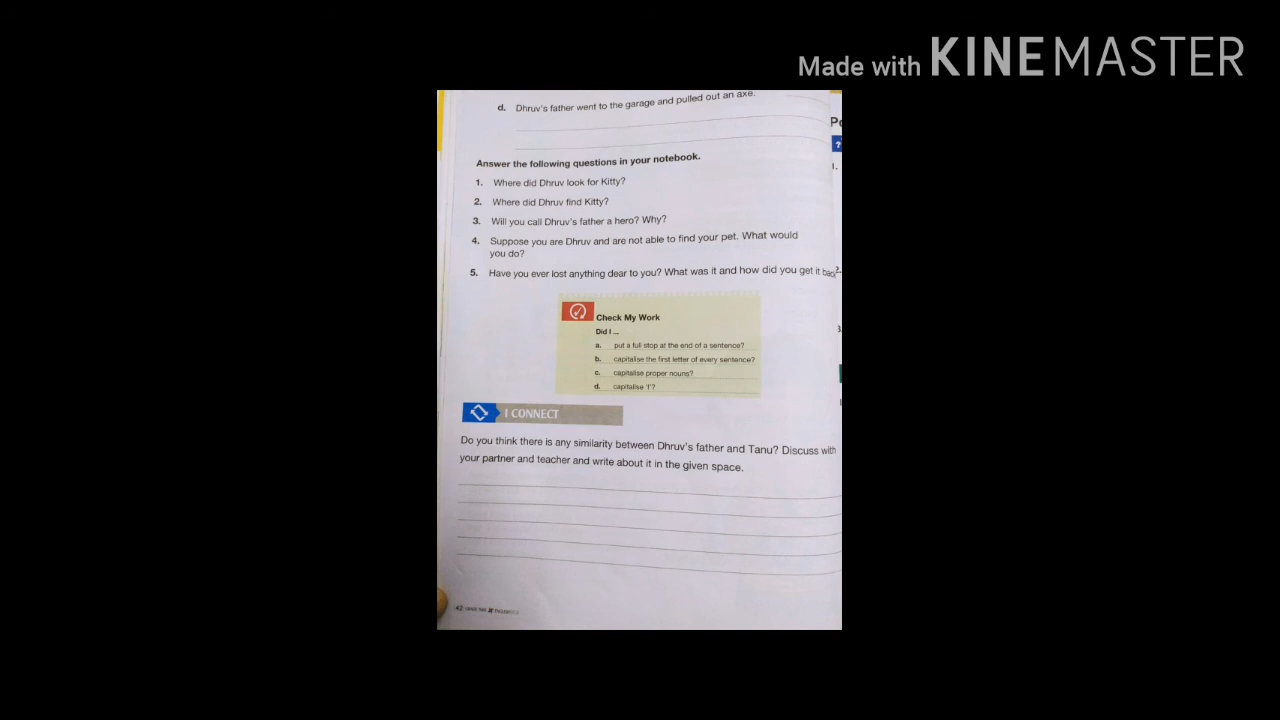 Made with KINEMASTER
d. Dhruv's father went to the garage and pulled out an axe.
Answer the following questions in your notebook.
1. Where did Dhruv look for Kitty?
2. Where did Dhruv find Kitty?
3. Will you call Dhruv's father a hero? Why?
4. Suppose you are Dhruv and are not able to find your pet. What would
you do?
5. Have you ever lost anything dear to you? What was it and how did you get it back
Check My Work
Did I ...
a. put a full stop at the end of a sentence?
b. capitalise the first letter of every sentence?
c. capitalise proper nouns?
d. capitalise 'I'?
I CONNECT
Do you think there is any similarity between Dhruv's father and Tanu? Discuss with
your partner and teacher and write about it in the given space.
42
Po
?
1.